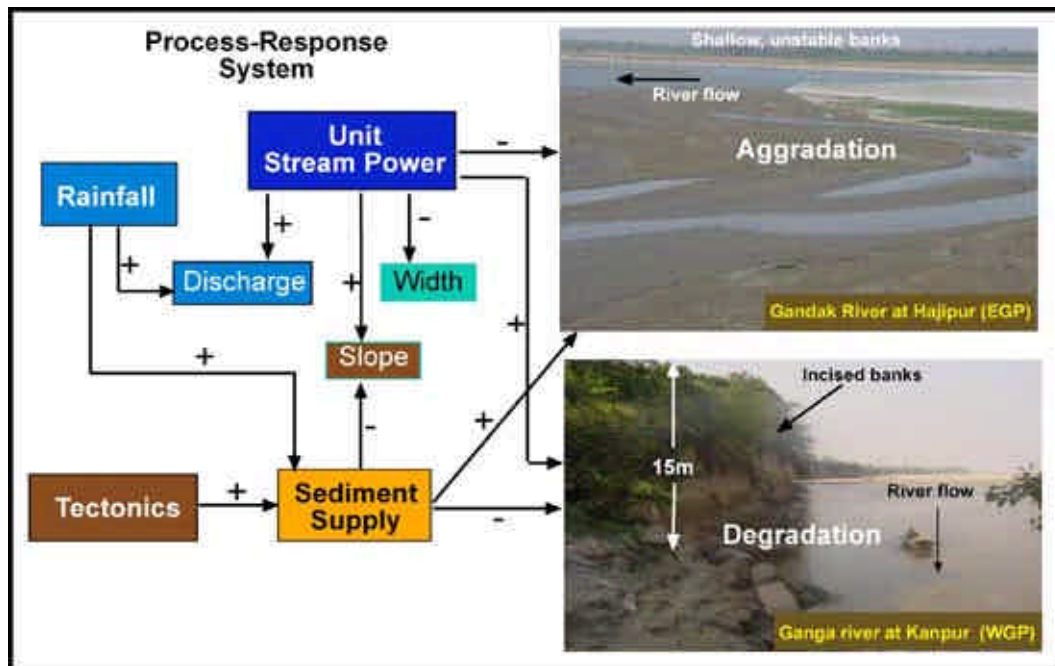 Process-Response
System
Unit
Stream Power
Rainfall
Discharge
Width
Slope
Tectonics
Sediment
Supply
+
+
+
+
-
-
+
-
+
+
-
Shallow, unstable banks
River flow
Aggradation
Gandak River at Hajipur (EGP)
Incised banks
15m
River flow
Degradation
Ganga river at Kanpur (WGP)